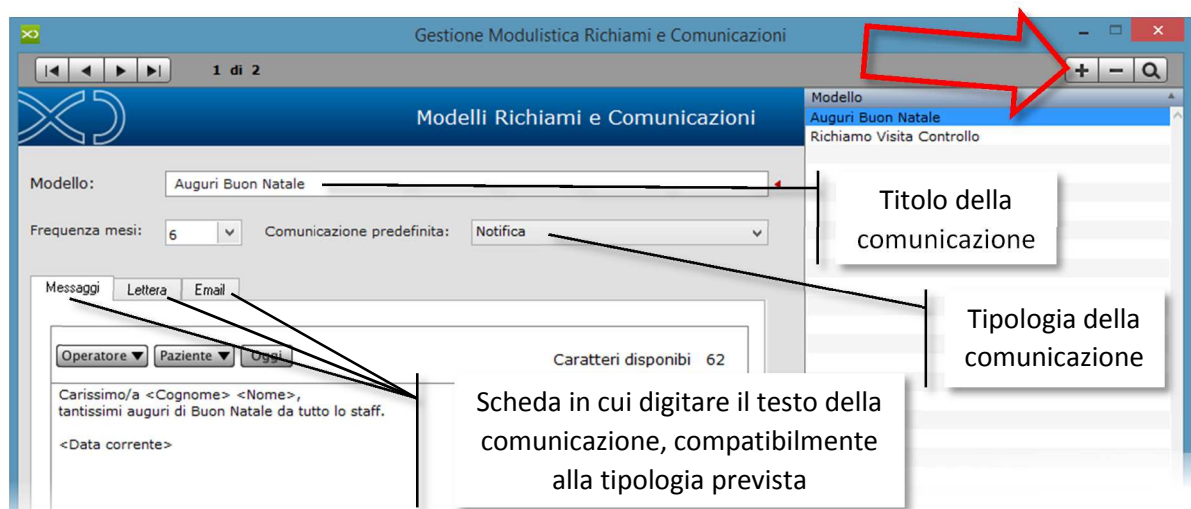 Gestione Modulistica Richiami e Comunicazioni
1 di 2
Modelli Richiami e Comunicazioni
Modello
Auguri Buon Natale
Richiamo Visita Controllo
Modello: Auguri Buon Natale
Titolo della
comunicazione
Frequenza mesi: 6 Comunicazione predefinita: Notifica
Tipologia della
comunicazione
Messaggi Lettera Email
Operatore Paziente Oggi Caratteri disponibi 62
Carissimo/a <Cognome> <Nome>,
tantissimi auguri di Buon Natale da tutto lo staff.
<Data corrente>
Scheda in cui digitare il testo della
comunicazione, compatibilmente
alla tipologia prevista